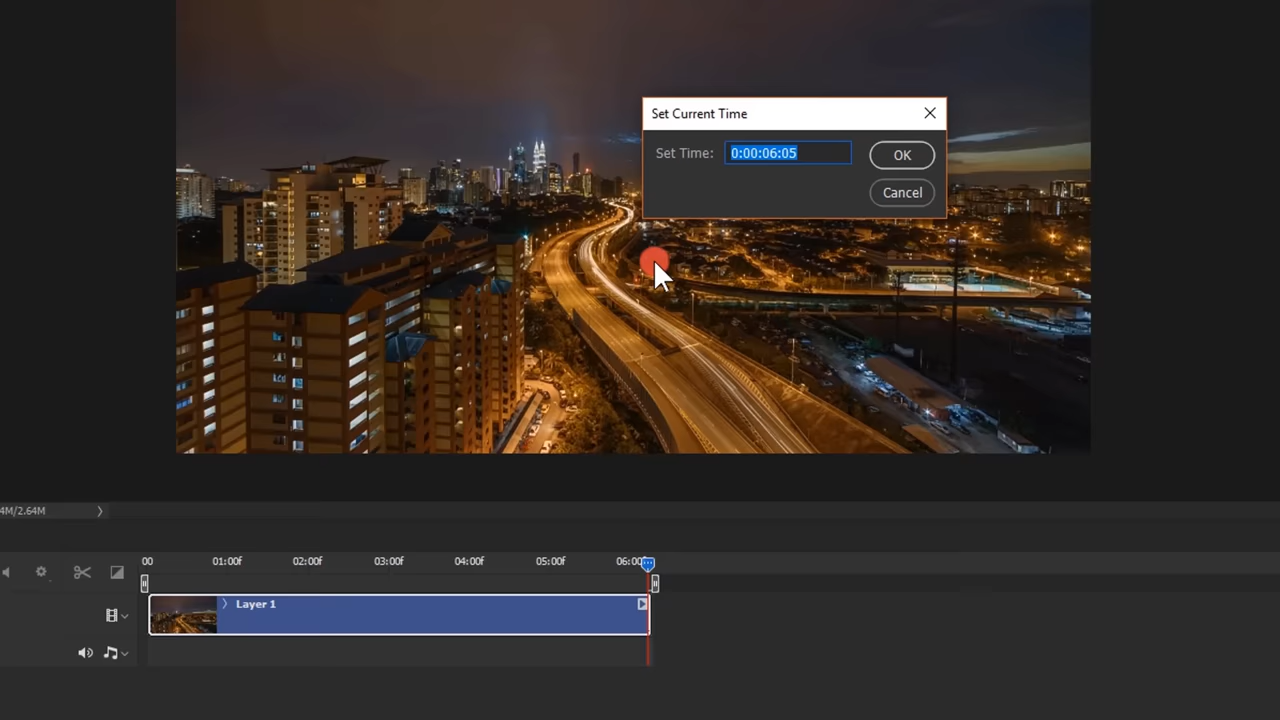 Set Current Time
Set Time: 0:00:06:05
OK
Cancel
4M/2.64M
00 01:00f 02:00f 03:00f 04:00f 05:00f 06:00
Layer 1